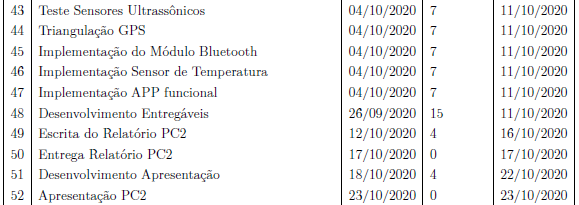 43 Teste Sensores Ultrassônicos 04/10/2020 7 11/10/2020
44 Triangulação GPS 04/10/2020 7 11/10/2020
45 Implementação do Módulo Bluetooth 04/10/2020 7 11/10/2020
46 Implementação Sensor de Temperatura 04/10/2020 7 11/10/2020
47 Implementação APP funcional 04/10/2020 7 11/10/2020
48 Desenvolvimento Entregáveis 26/09/2020 15 11/10/2020
49 Escrita do Relatório PC2 12/10/2020 4 16/10/2020
50 Entrega Relatório PC2 17/10/2020 0 17/10/2020
51 Desenvolvimento Apresentação 18/10/2020 4 22/10/2020
52 Apresentação PC2 23/10/2020 0 23/10/2020